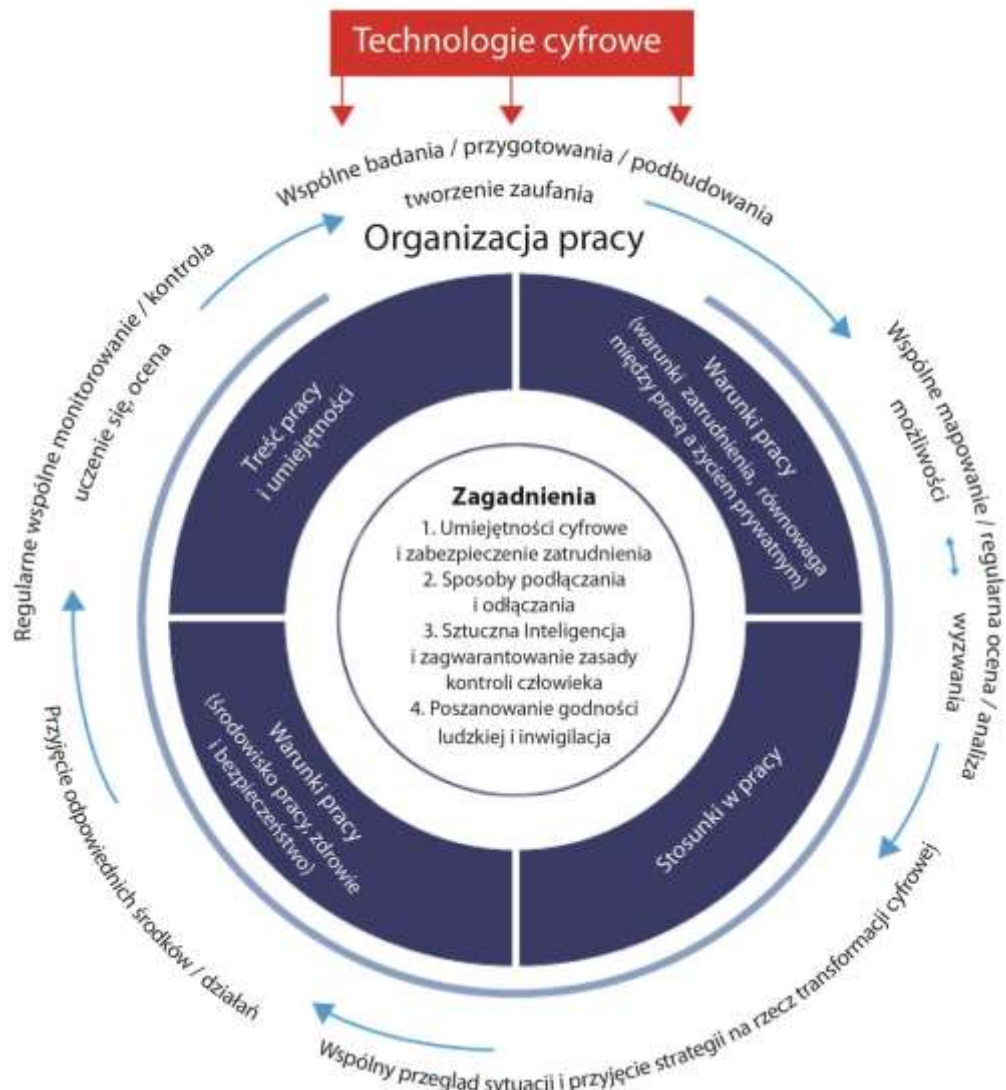 Technologie cyfrowe
Wspólne badania / przygotowania / podbudowania
tworzenie zaufania
Organizacja pracy
Wspólne mapowanie / regularna ocena / analiza
możliwości
wyzwania
Wspólny przegląd sytuacji i przyjęcie strategii na rzecz transformacji cyfrowej
Przyjęcie odpowiednich środków / działań
Regularne wspólne monitorowanie / kontrola
uczenie się, ocena
Treść pracy
i umiejętności
Warunki pracy
(warunki zatrudnienia, równowaga
między pracą a życiem prywatnym)
Stosunki w pracy
Warunki pracy
(środowisko pracy, zdrowie
i bezpieczeństwo)
Zagadnienia
1. Umiejętności cyfrowe
i zabezpieczenie zatrudnienia
2. Sposoby podłączania
i odłączania
3. Sztuczna Inteligencja
i zagwarantowanie zasady
kontroli człowieka
4. Poszanowanie godności
ludzkiej i inwigilacja